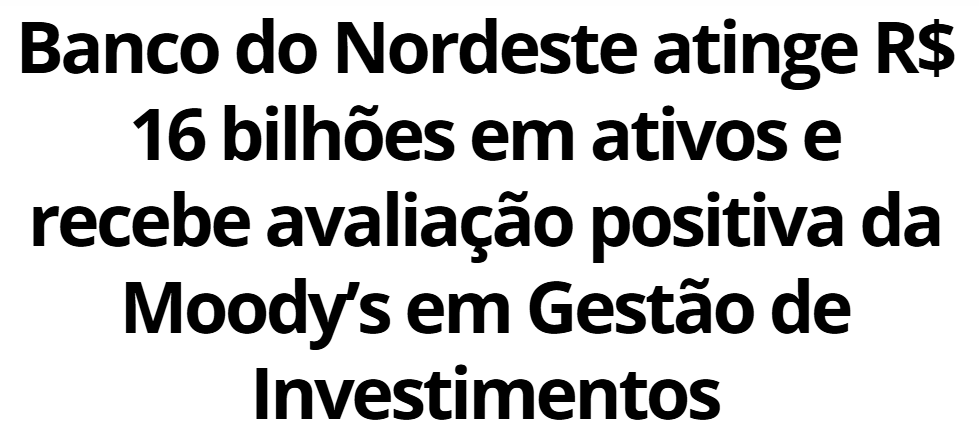 Banco do Nordeste atinge R$
16 bilhões em ativos e
recebe avaliação positiva da
Moody’s em Gestão de
Investimentos